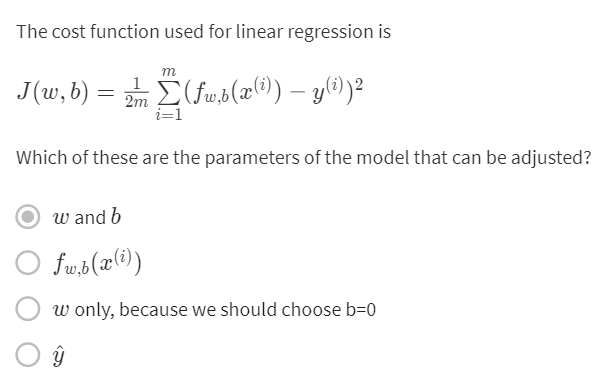 The cost function used for linear regression is
J(w, b) = \frac{1}{2m} \sum_{i=1}^{m} (f_{w,b}(x^{(i)}) – y^{(i)})^2
Which of these are the parameters of the model that can be adjusted?
w and b
f_{w,b}(x^{(i)})
w only, because we should choose b=0
ŷ